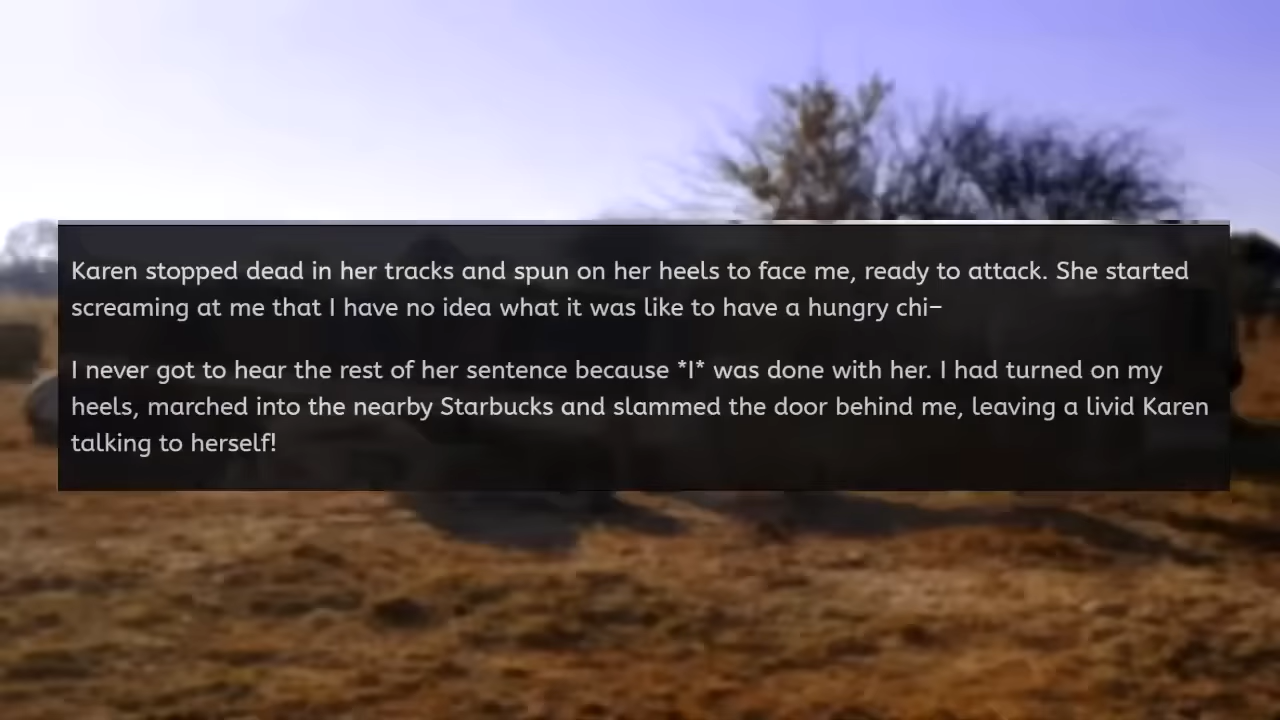 Karen stopped dead in her tracks and spun on her heels to face me, ready to attack. She started
screaming at me that I have no idea what it was like to have a hungry chi–
I never got to hear the rest of her sentence because *I* was done with her. I had turned on my
heels, marched into the nearby Starbucks and slammed the door behind me, leaving a livid Karen
talking to herself!